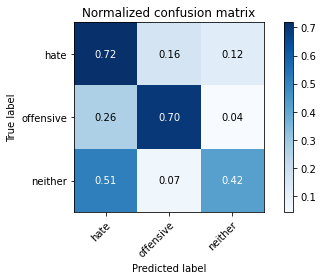 Normalized confusion matrix
hate 0.72 0.16 0.12
offensive 0.26 0.70 0.04
neither 0.51 0.07 0.42
True label
hate offensive neither
Predicted label
0.7
0.6
0.5
0.4
0.3
0.2
0.1